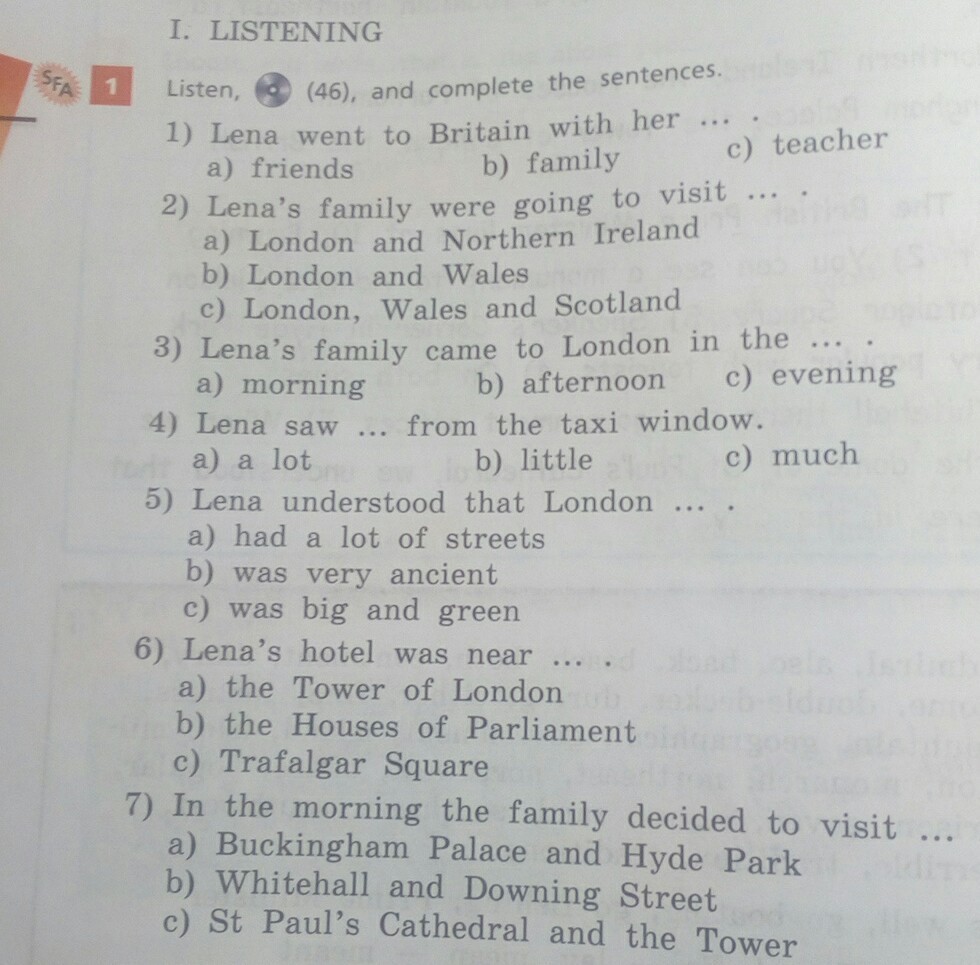 I. LISTENING
SFA 1 Listen, (46), and complete the sentences.
1) Lena went to Britain with her ... .
a) friends b) family c) teacher
2) Lena's family were going to visit ... .
a) London and Northern Ireland
b) London and Wales
c) London, Wales and Scotland
3) Lena's family came to London in the ... .
a) morning b) afternoon c) evening
4) Lena saw ... from the taxi window.
a) a lot b) little c) much
5) Lena understood that London ... .
a) had a lot of streets
b) was very ancient
c) was big and green
6) Lena's hotel was near ... .
a) the Tower of London
b) the Houses of Parliament
c) Trafalgar Square
7) In the morning the family decided to visit ...
a) Buckingham Palace and Hyde Park
b) Whitehall and Downing Street
c) St Paul's Cathedral and the Tower